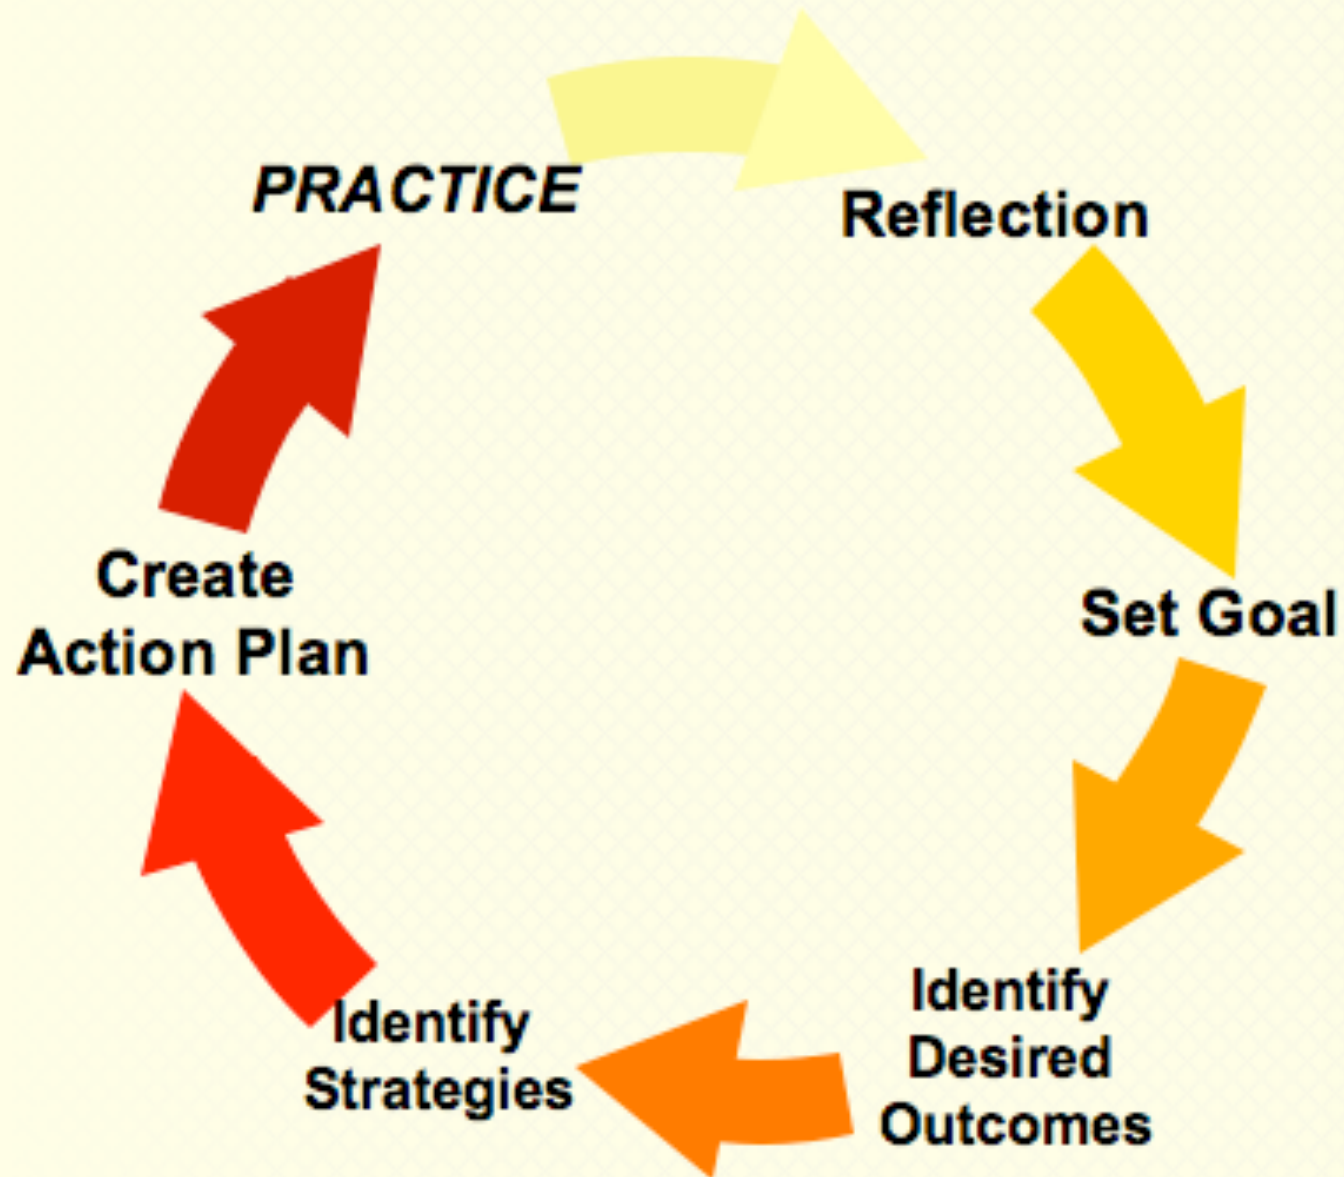 PRACTICE
Reflection
Set Goal
Identify
Desired
Outcomes
Identify
Strategies
Create
Action Plan